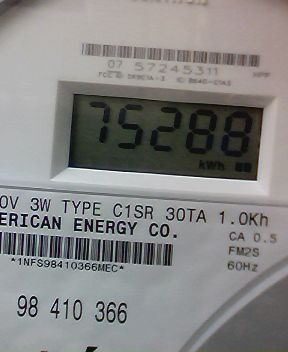 07 57245311
75288
kWh
0V 3W TYPE C1SR 30TA 1.0Kh
ERICAN ENERGY CO.
CA 0.5
*1NFS98410366MEC*
FM2S
60Hz
98 410 366